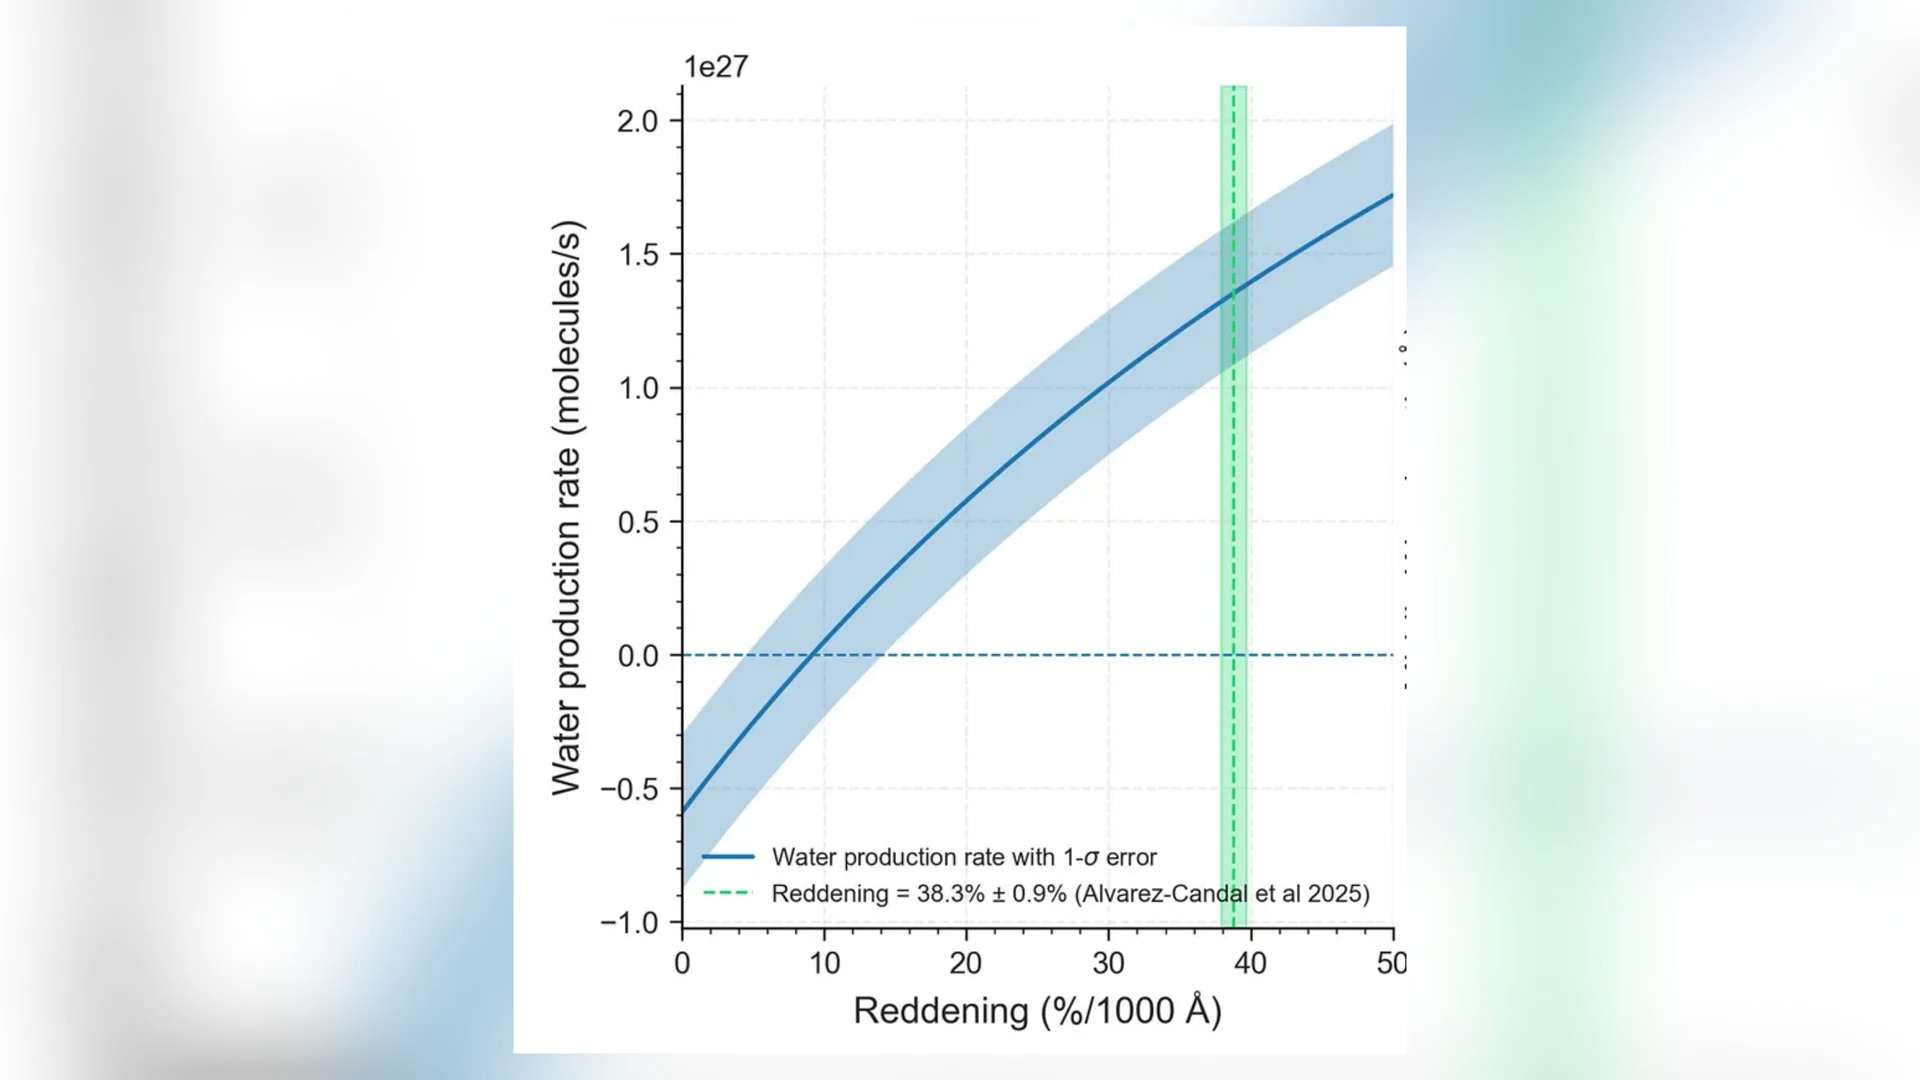 1e27
2.0
1.5
1.0
0.5
0.0
−0.5
−1.0
Water production rate (molecules/s)
Water production rate with 1-σ error
Reddening = 38.3% ± 0.9% (Alvarez-Candal et al 2025)
0 10 20 30 40 50
Reddening (%/1000 Å)